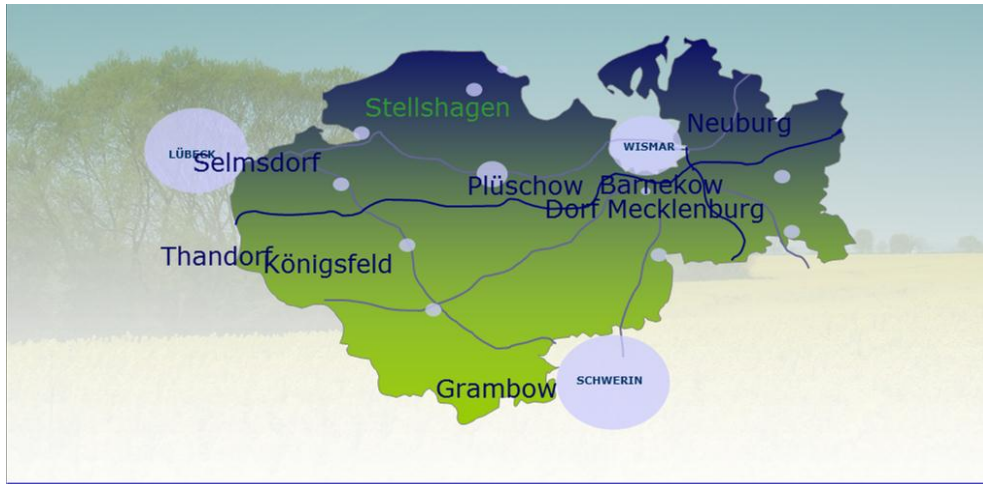 Stellshagen
Neuburg
LÜBECK
Selmsdorf
WISMAR
Plüschow
Barnekow
Dorf Mecklenburg
Thandorf
Königsfeld
Grambow
SCHWERIN